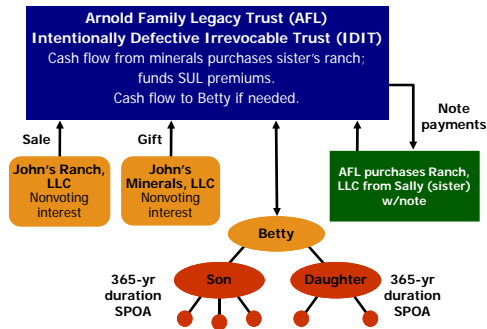 Arnold Family Legacy Trust (AFL)
Intentionally Defective Irrevocable Trust (IDIT)
Cash flow from minerals purchases sister's ranch;
funds SUL premiums.
Cash flow to Betty if needed.
Note
payments
Sale
Gift
John's Ranch,
LLC
Nonvoting
interest
John's
Minerals, LLC
Nonvoting
interest
AFL purchases Ranch,
LLC from Sally (sister)
w/note
Betty
365-yr
duration
SPOA
Son
Daughter
365-yr
duration
SPOA